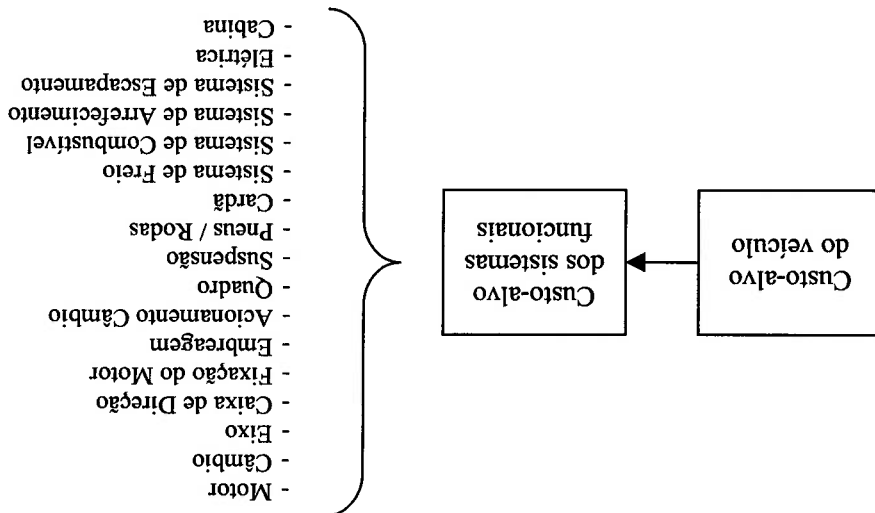 Custo-alvo
do veículo
Custo-alvo
dos sistemas
funcionais
- Motor
- Câmbio
- Eixo
- Caixa de Direção
- Fixação do Motor
- Embreagem
- Acionamento Câmbio
- Quadro
- Suspensão
- Pneus / Rodas
- Cardã
- Sistema de Freio
- Sistema de Combustível
- Sistema de Arrefecimento
- Sistema de Escapamento
- Elétrica
- Cabina